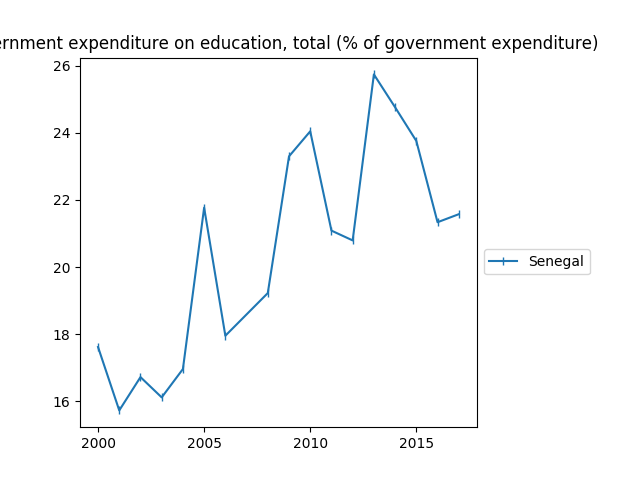 ernment expenditure on education, total (% of government expenditure)
26
24
22
20
18
16
2000 2005 2010 2015
Senegal